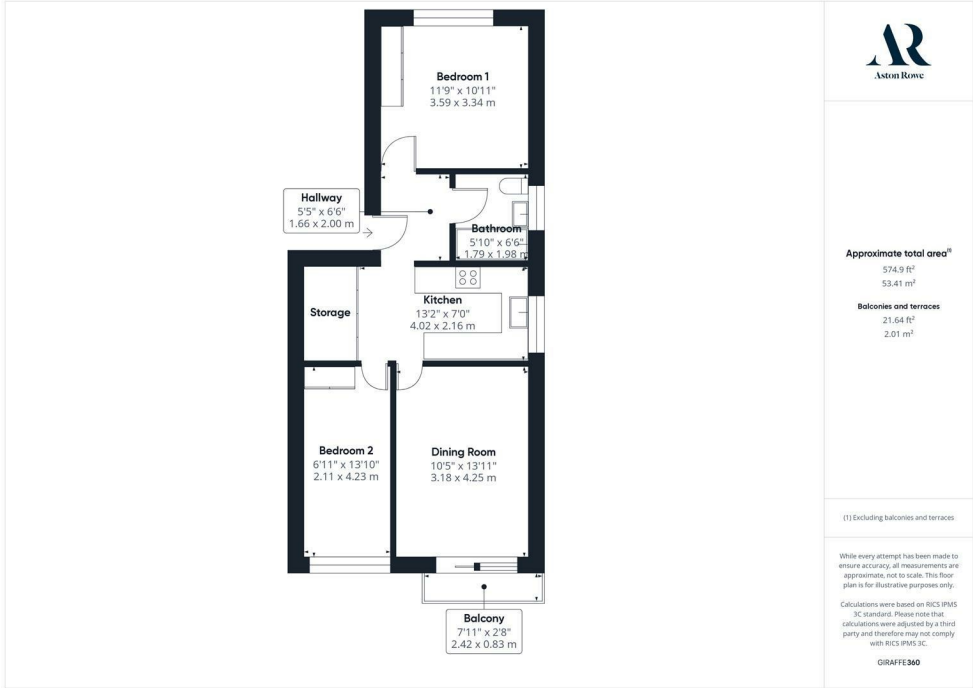 Bedroom 1
11'9" x 10'11"
3.59 x 3.34 m
Hallway
5'5" x 6'6"
1.66 x 2.00 m
Bathroom
5'10" x 6'6"
1.79 x 1.98 m
Storage
Kitchen
13'2" x 7'0"
4.02 x 2.16 m
Bedroom 2
6'11" x 13'10"
2.11 x 4.23 m
Dining Room
10'5" x 13'11"
3.18 x 4.25 m
Balcony
7'11" x 2'8"
2.42 x 0.83 m
AR
Aston Rowe
Approximate total area⁽¹⁾
574.9 ft²
53.41 m²
Balconies and terraces
21.64 ft²
2.01 m²
(1) Excluding balconies and terraces
While every attempt has been made to
ensure accuracy, all measurements are
approximate, not to scale. This floor
plan is for illustrative purposes only.
Calculations were based on RICS IPMS
3C standard. Please note that
calculations were adjusted by a third
party and therefore may not comply
with RICS IPMS 3C.
GIRAFFE360